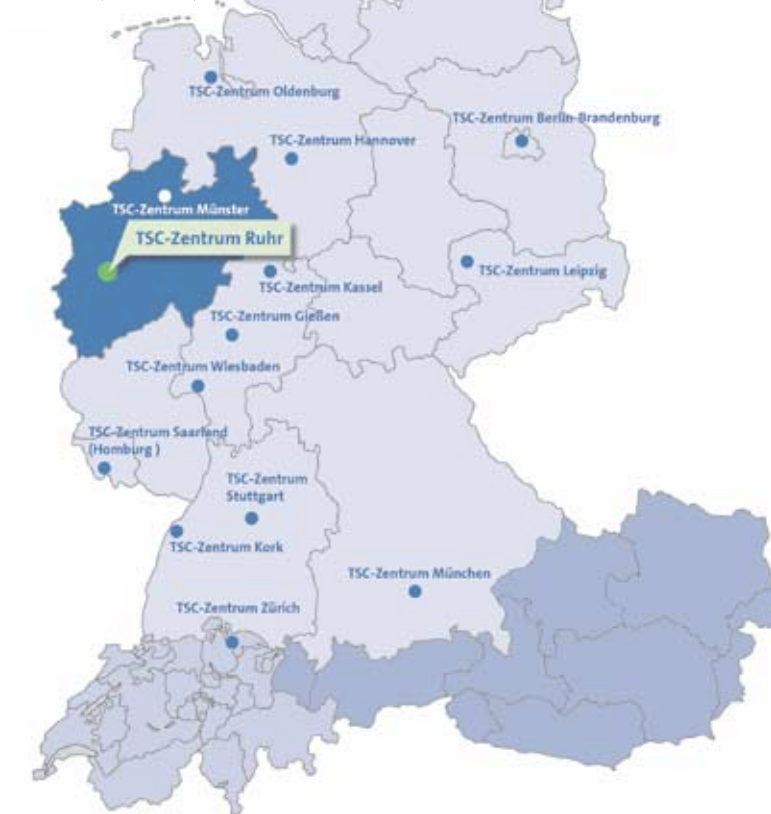 TSC-Zentrum Oldenburg
TSC-Zentrum Berlin-Brandenburg
TSC-Zentrum Hannover
TSC-Zentrum Münster
TSC-Zentrum Ruhr
TSC-Zentrum Leipzig
TSC-Zentrum Kassel
TSC-Zentrum Gießen
TSC-Zentrum Wiesbaden
TSC-Zentrum Saarland
(Homburg )
TSC-Zentrum
Stuttgart
TSC-Zentrum Kork
TSC-Zentrum München
TSC-Zentrum Zürich